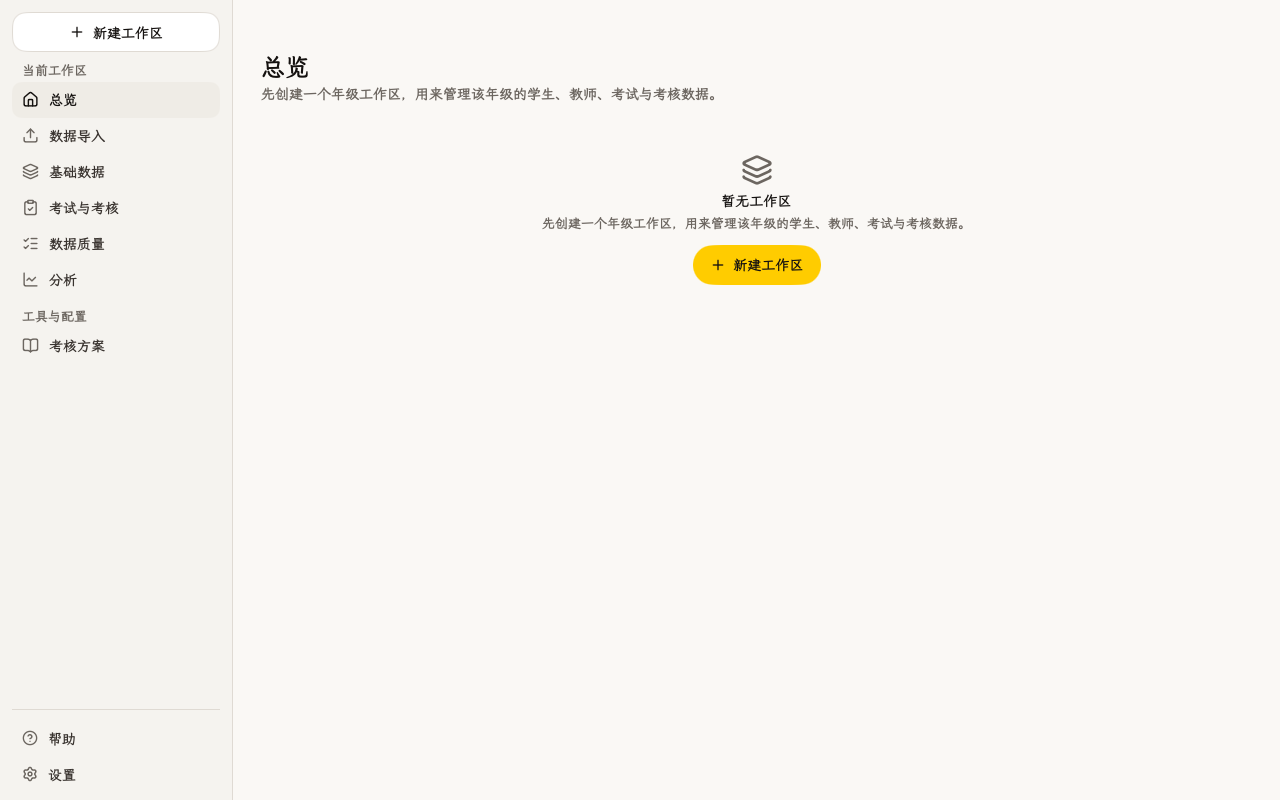 新建工作区
当前工作区
总览
数据导入
基础数据
考试与考核
数据质量
分析
工具与配置
考核方案
帮助
设置
总览
先创建一个年级工作区，用来管理该年级的学生、教师、考试与考核数据。
暂无工作区
先创建一个年级工作区，用来管理该年级的学生、教师、考试与考核数据。
新建工作区